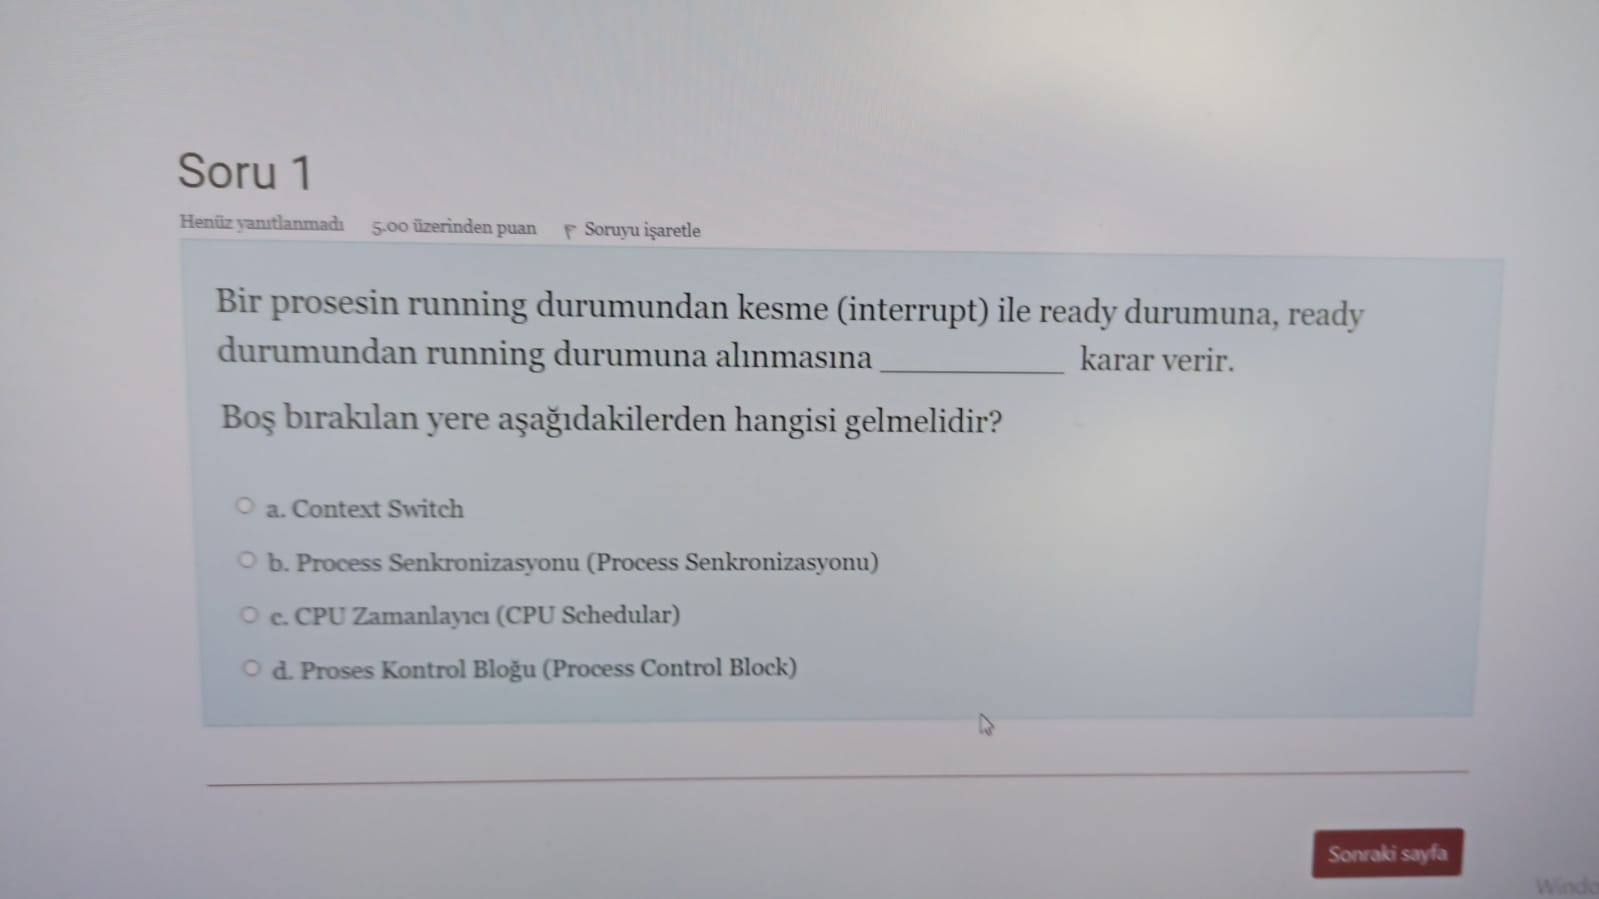 Soru 1
Henüz yanıtlanmadı 5.00 üzerinden puan Soruyu işaretle
Bir prosesin running durumundan kesme (interrupt) ile ready durumuna, ready
durumundan running durumuna alınmasına ____________ karar verir.
Boş bırakılan yere aşağıdakilerden hangisi gelmelidir?
a. Context Switch
b. Process Senkronizasyonu (Process Senkronizasyonu)
c. CPU Zamanlayıcı (CPU Schedular)
d. Proses Kontrol Bloğu (Process Control Block)
Sonraki sayfa